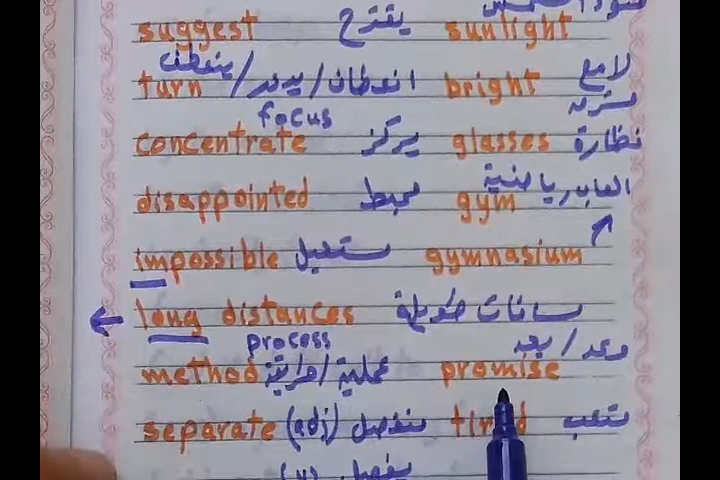 suggest يقترح sunlight
turn انعطاف / يدور / ينعطف bright لامع
focus مشرق
concentrate يركز glasses نظارة
disappointed محبط gym العاب رياضية
impossible مستحيل gymnasium
long distances مسافات طويلة
process وعد / يعد
method عملية / طريقة promise
separate (adj) منفصل tired متعب
(v) يفصل